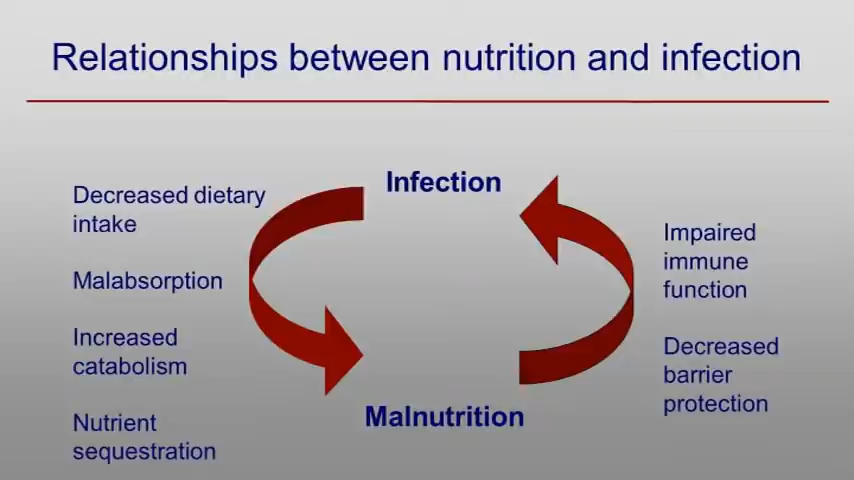 Relationships between nutrition and infection
Infection
Decreased dietary
intake
Malabsorption
Increased
catabolism
Nutrient
sequestration
Impaired
immune
function
Decreased
barrier
protection
Malnutrition